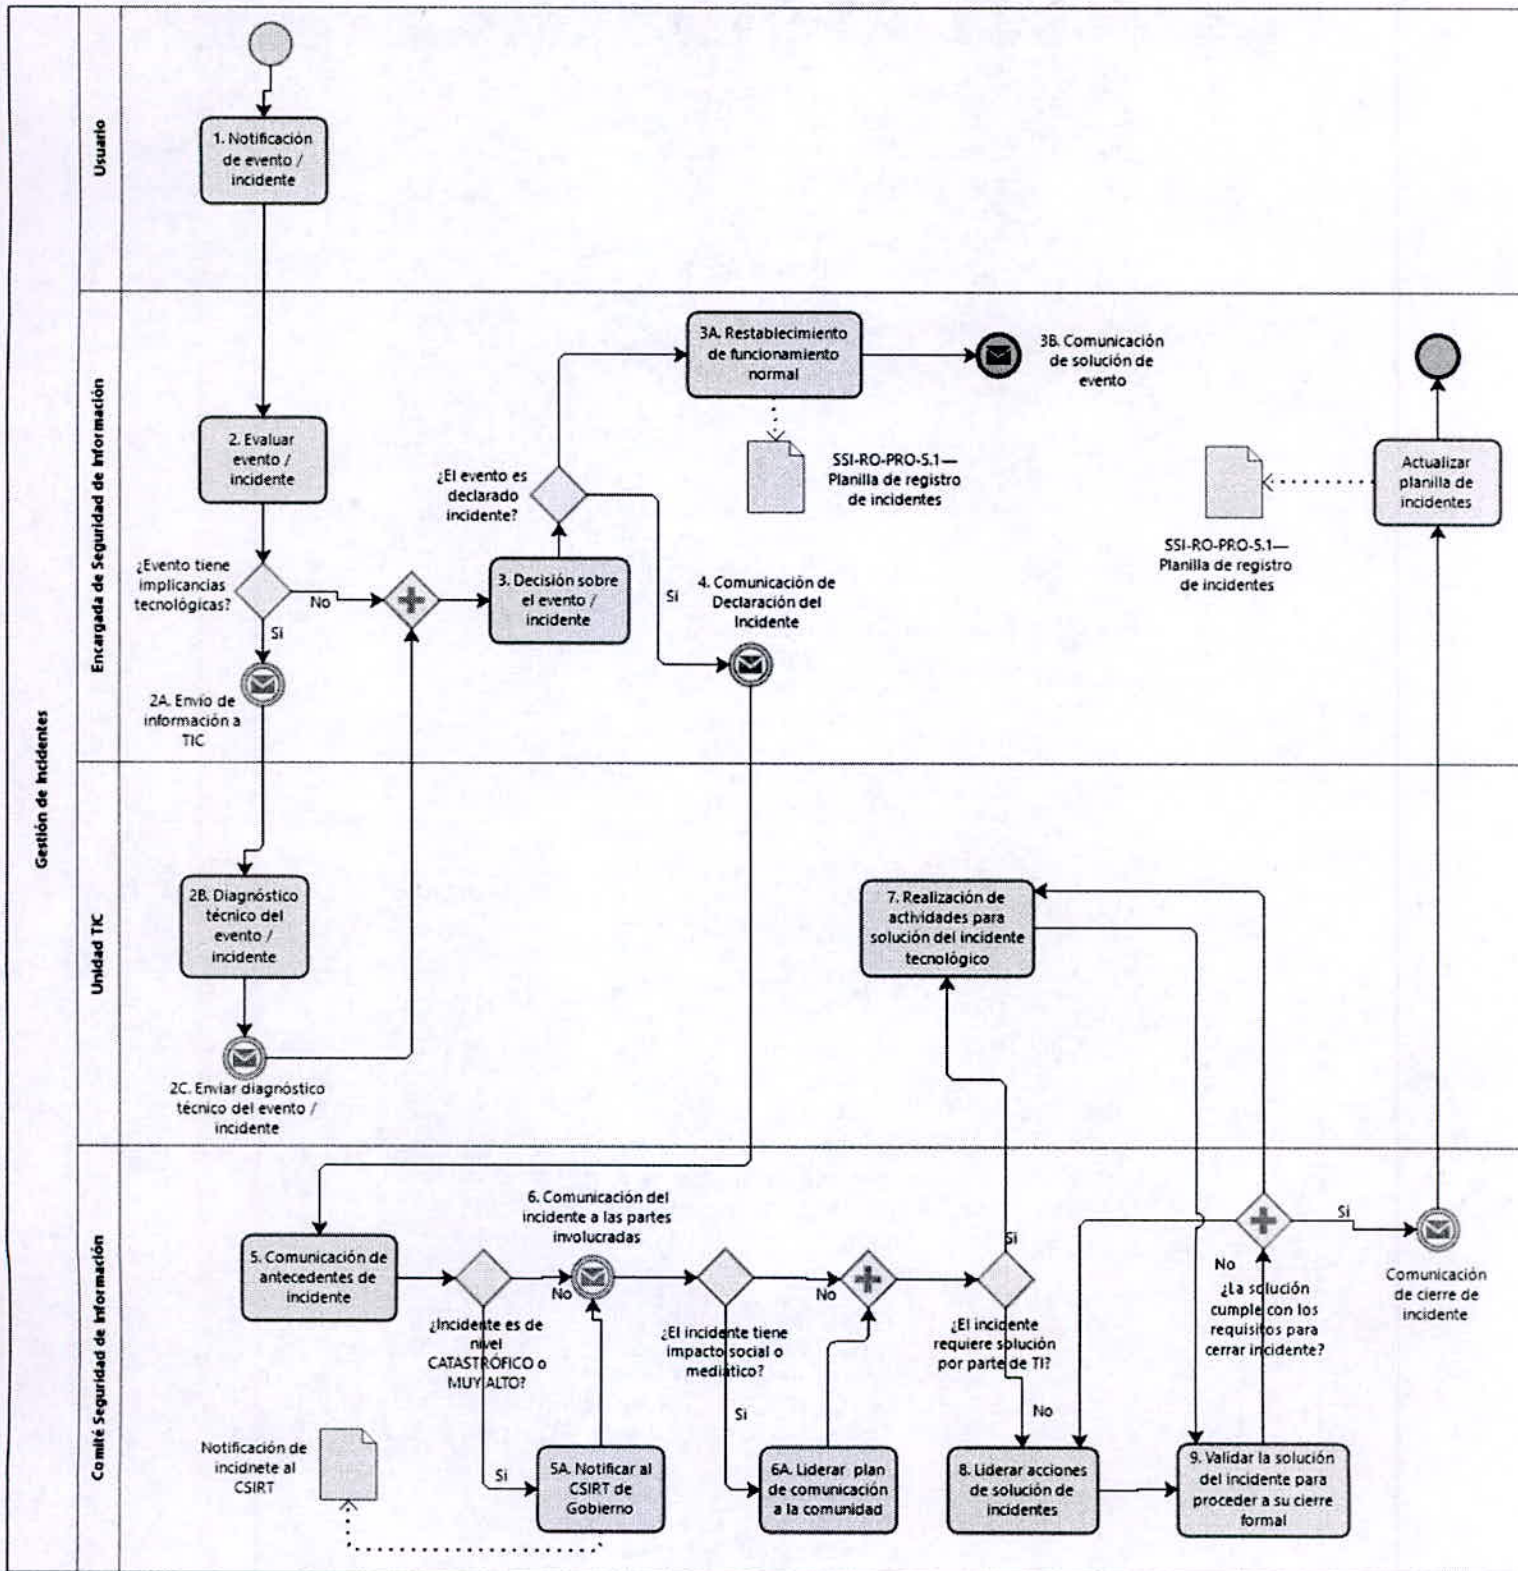 Gestión de Incidentes
Usuario
1. Notificación
de evento /
incidente
Encargada de Seguridad de Información
2. Evaluar
evento /
incidente
¿Evento tiene
implicancias
tecnológicas?
No
Si
2A. Envío de
información a
TIC
3. Decisión sobre
el evento /
incidente
¿El evento es
declarado
incidente?
Si
3A. Restablecimiento
de funcionamiento
normal
3B. Comunicación
de solución de
evento
SSI-RO-PRO-5.1—
Planilla de registro
de incidentes
4. Comunicación de
Declaración del
Incidente
Actualizar
planilla de
incidentes
SSI-RO-PRO-5.1—
Planilla de registro
de incidentes
Unidad TIC
2B. Diagnóstico
técnico del
evento /
incidente
2C. Enviar diagnóstico
técnico del evento /
incidente
7. Realización de
actividades para
solución del incidente
tecnológico
Comité Seguridad de Información
5. Comunicación de
antecedentes de
incidente
¿Incidente es de
nivel
CATASTRÓFICO o
MUY ALTO?
No
Si
6. Comunicación del
incidente a las partes
involucradas
Notificación de
incidnete al
CSIRT
5A. Notificar al
CSIRT de
Gobierno
¿El incidente tiene
impacto social o
mediático?
No
Si
6A. Liderar plan
de comunicación
a la comunidad
¿El incidente
requiere solución
por parte de TI?
Si
No
8. Liderar acciones
de solución de
incidentes
9. Validar la solución
del incidente para
proceder a su cierre
formal
No
¿La solución
cumple con los
requisitos para
cerrar incidente?
Si
Comunicación
de cierre de
incidente